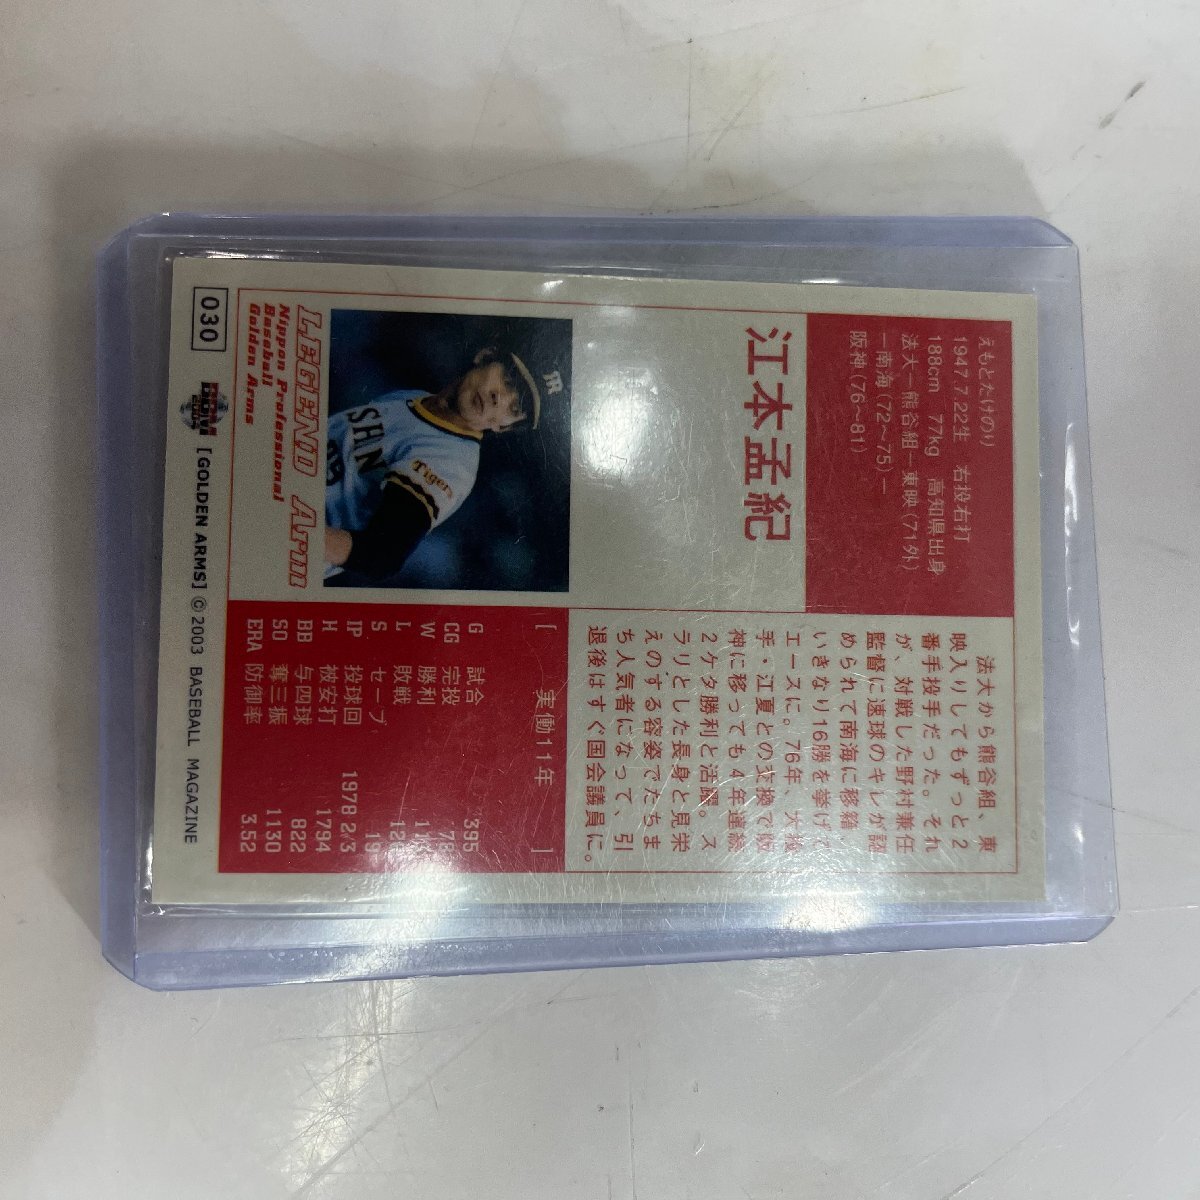 えもとたけのり
1947.7.22生 右投右打
188cm 77kg 高知県出身
法大ー熊谷組ー東映(71外)
ー南海(72〜75)ー
阪神(76〜81)
江本孟紀
法大から熊谷組、東
映入りしてもずっと2
番手投手だった。それ
が、対戦した野村兼任
監督に速球のキレが認
められて南海に移籍、
いきなり16勝を挙げて
エースに。76年、大捕
手・江夏との交換で阪
神に移っても4年連続
2ケタ勝利と活躍。ス
ラリとした長身と見栄
えのする容姿でたちま
ち人気者になって、引
退後はすぐ国会議員に。
Tigers
SHIN
LEGEND Arm
Nippon Professional
Baseball
Golden Arms
[ 実働11年 ]
G 試合 395
CG 完投 78
W 勝利
L 敗戦
S セーブ 19
IP 投球回 1978 2/3
H 被安打 1794
BB 与四球 822
SO 奪三振 1130
ERA 防御率 3.52
030
BBM [GOLDEN ARMS] © 2003 BASEBALL MAGAZINE